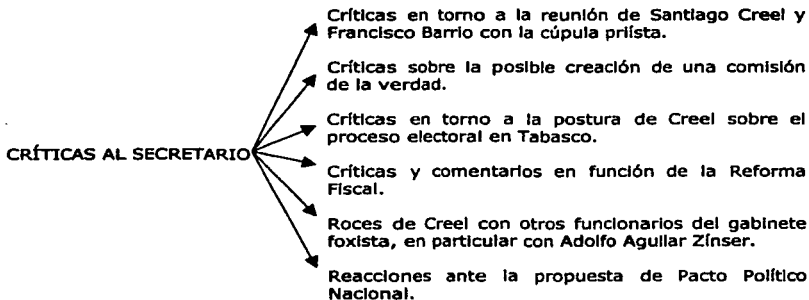 Críticas en torno a la reunión de Santiago Creel y
Francisco Barrio con la cúpula priísta.
Críticas sobre la posible creación de una comisión
de la verdad.
Críticas en torno a la postura de Creel sobre el
proceso electoral en Tabasco.
CRÍTICAS AL SECRETARIO
Críticas y comentarios en función de la Reforma
Fiscal.
Roces de Creel con otros funcionarios del gabinete
foxista, en particular con Adolfo Aguilar Zínser.
Reacciones ante la propuesta de Pacto Político
Nacional.